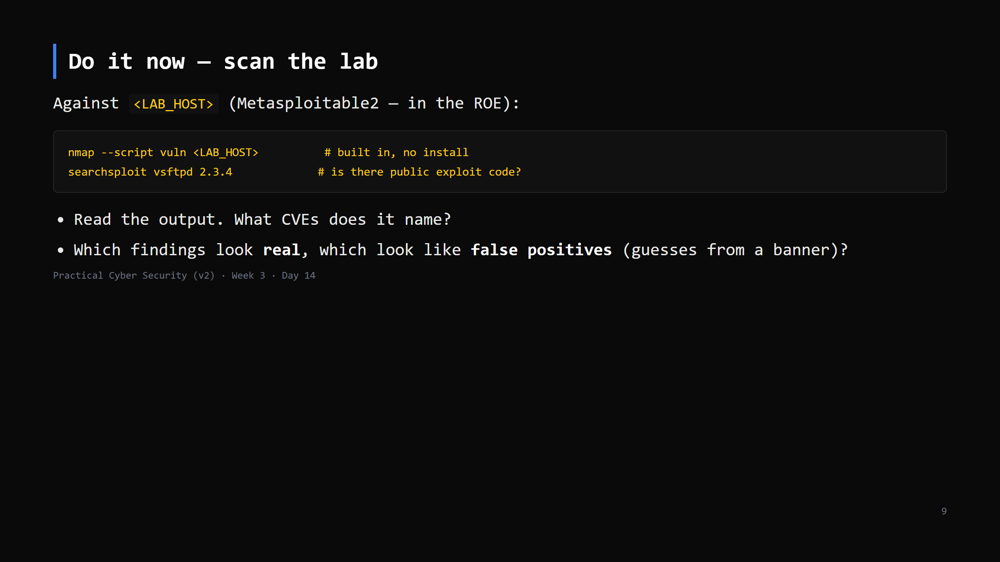 Do it now — scan the lab
Against <LAB_HOST> (Metasploitable2 — in the ROE):
nmap --script vuln <LAB_HOST>          # built in, no install
searchsploit vsftpd 2.3.4             # is there public exploit code?
• Read the output. What CVEs does it name?
• Which findings look real, which look like false positives (guesses from a banner)?
Practical Cyber Security (v2) · Week 3 · Day 14
9